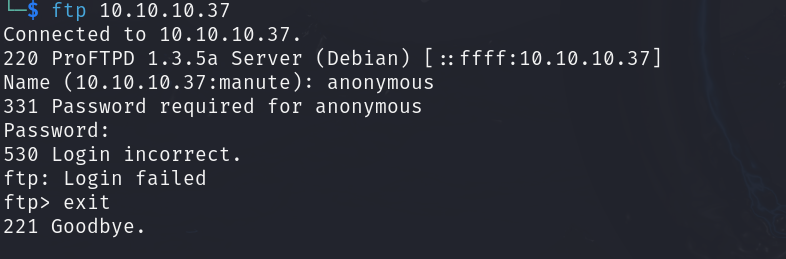 └─$ ftp 10.10.10.37
Connected to 10.10.10.37.
220 ProFTPD 1.3.5a Server (Debian) [::ffff:10.10.10.37]
Name (10.10.10.37:manute): anonymous
331 Password required for anonymous
Password:
530 Login incorrect.
ftp: Login failed
ftp> exit
221 Goodbye.